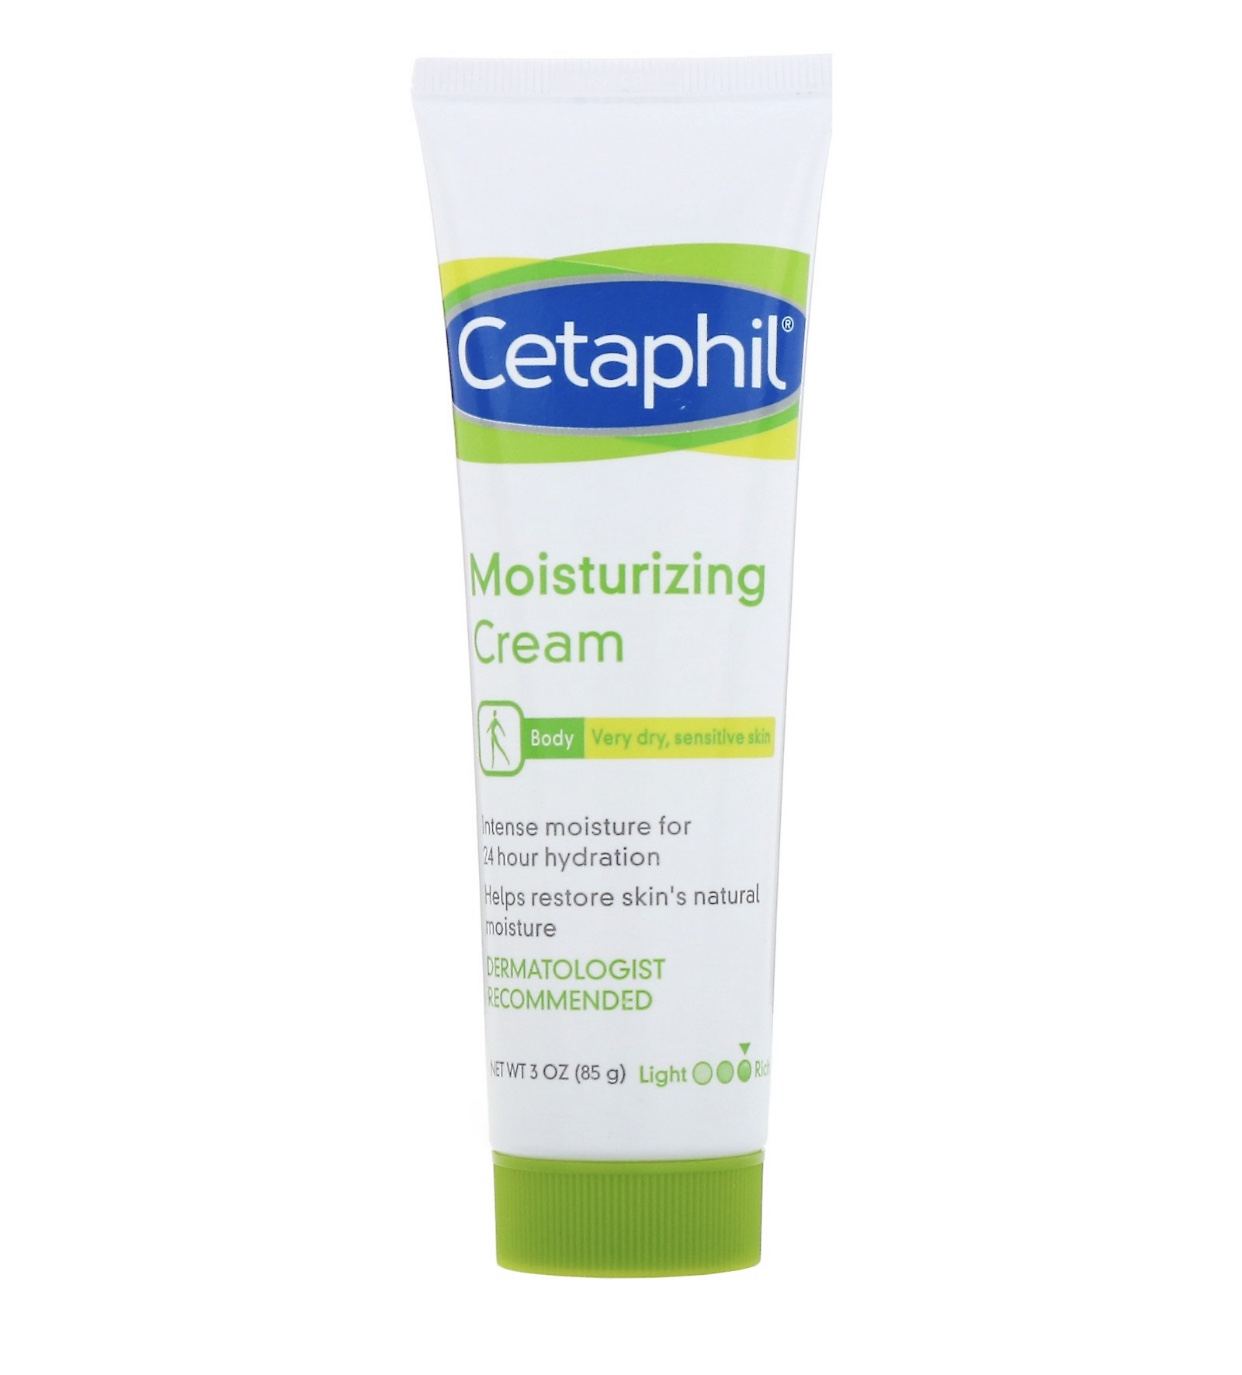 Cetaphil®
Moisturizing
Cream
Body Very dry, sensitive skin
Intense moisture for
24 hour hydration
Helps restore skin's natural
moisture
DERMATOLOGIST
RECOMMENDED
NET WT 3 OZ (85 g) Light Rich